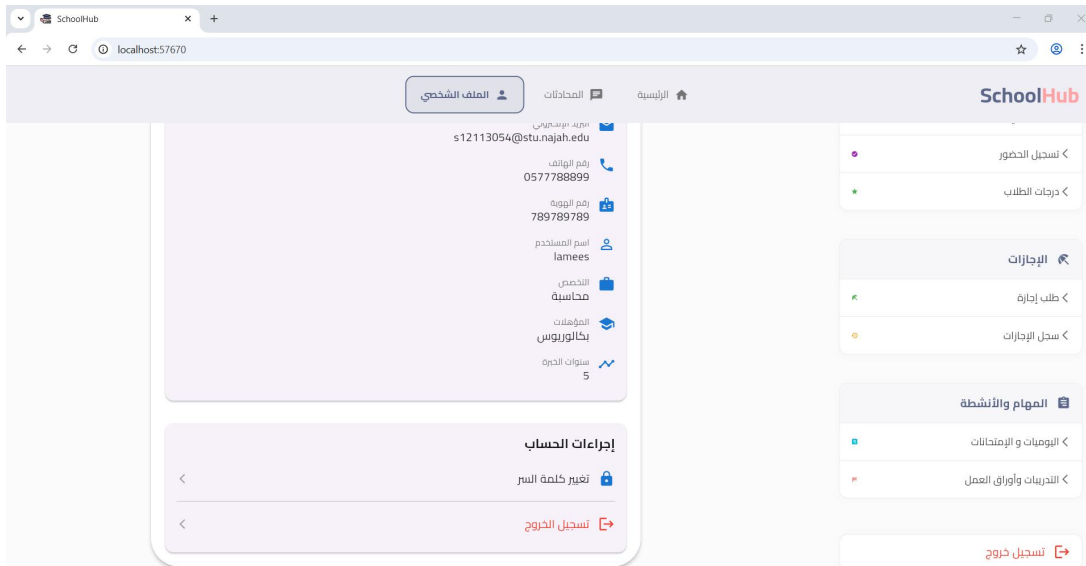 SchoolHub
localhost:57670
SchoolHub
الرئيسية
المحادثات
الملف الشخصي
تسجيل الحضور
درجات الطلاب
الإجازات
طلب إجازة
سجل الإجازات
المهام والأنشطة
اليوميات و الإمتحانات
التدريبات وأوراق العمل
تسجيل خروج
البريد الإلكتروني
s12113054@stu.najah.edu
رقم الهاتف
0577788899
رقم الهوية
789789789
اسم المستخدم
lamees
التخصص
محاسبة
المؤهلات
بكالوريوس
سنوات الخبرة
5
إجراءات الحساب
تغيير كلمة السر
تسجيل الخروج